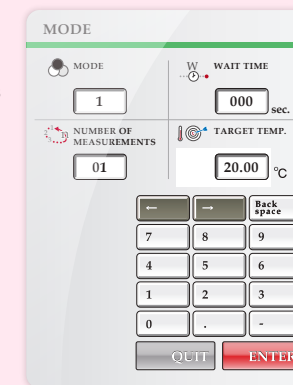 MODE
MODE
1
W
WAIT TIME
000 sec.
N
NUMBER OF
MEASUREMENTS
01
TARGET TEMP.
20.00 °C
← → Back
space
7 8 9
4 5 6
1 2 3
0 . -
QUIT ENTER